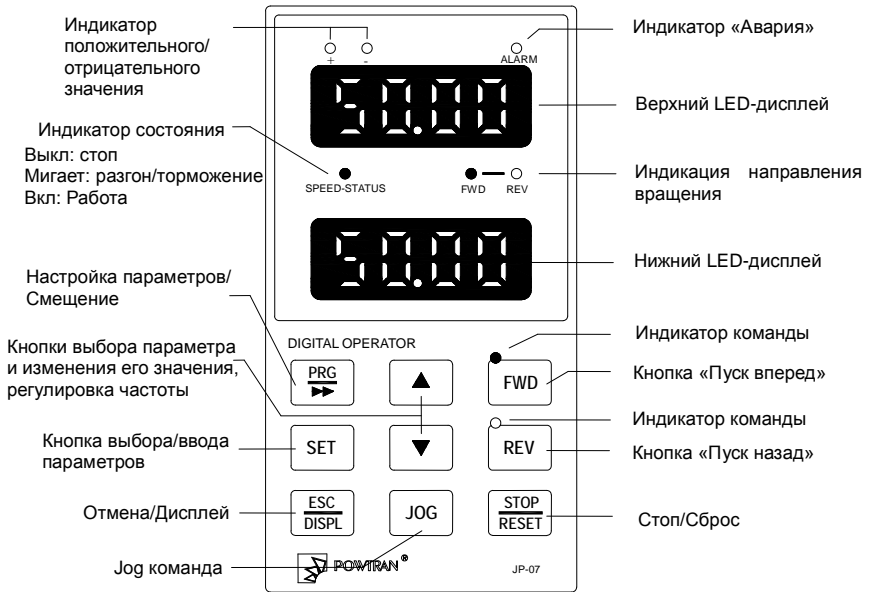 Индикатор
положительного/
отрицательного
значения
Индикатор состояния
Выкл: стоп
Мигает: разгон/торможение
Вкл: Работа
Настройка параметров/
Смещение
Кнопки выбора параметра
и изменения его значения,
регулировка частоты
Кнопка выбора/ввода
параметров
Отмена/Дисплей
Jog команда
+ -
ALARM
50.00
SPEED-STATUS
FWD REV
50.00
DIGITAL OPERATOR
PRG
FWD
SET
REV
ESC
DISPL
JOG
STOP
RESET
POWTRAN ®
JP-07
Индикатор «Авария»
Верхний LED-дисплей
Индикация направления
вращения
Нижний LED-дисплей
Индикатор команды
Кнопка «Пуск вперед»
Индикатор команды
Кнопка «Пуск назад»
Стоп/Сброс